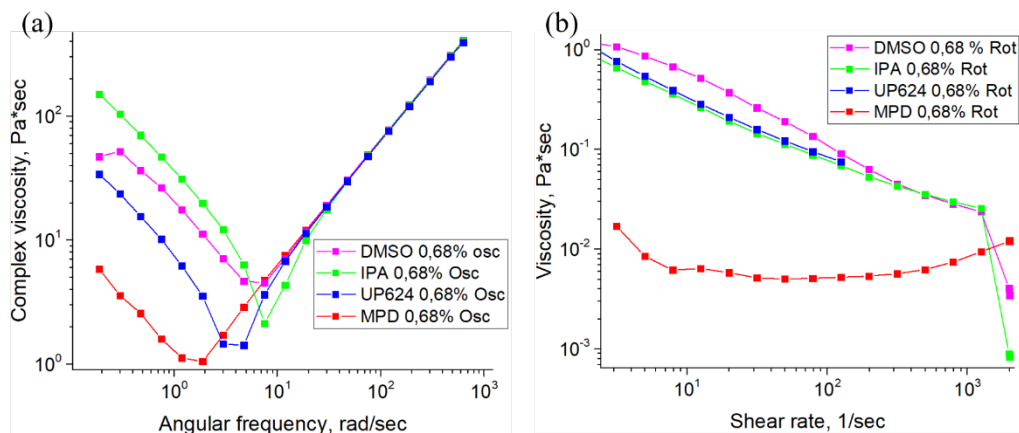 (a)
Complex viscosity, Pa*sec
10²
10¹
10⁰
DMSO 0,68% osc
IPA 0,68% Osc
UP624 0,68% Osc
MPD 0,68% Osc
10⁰ 10¹ 10² 10³
Angular frequency, rad/sec
(b)
Viscosity, Pa*sec
10⁰
10⁻¹
10⁻²
10⁻³
DMSO 0,68 % Rot
IPA 0,68% Rot
UP624 0,68% Rot
MPD 0,68% Rot
10¹ 10² 10³
Shear rate, 1/sec